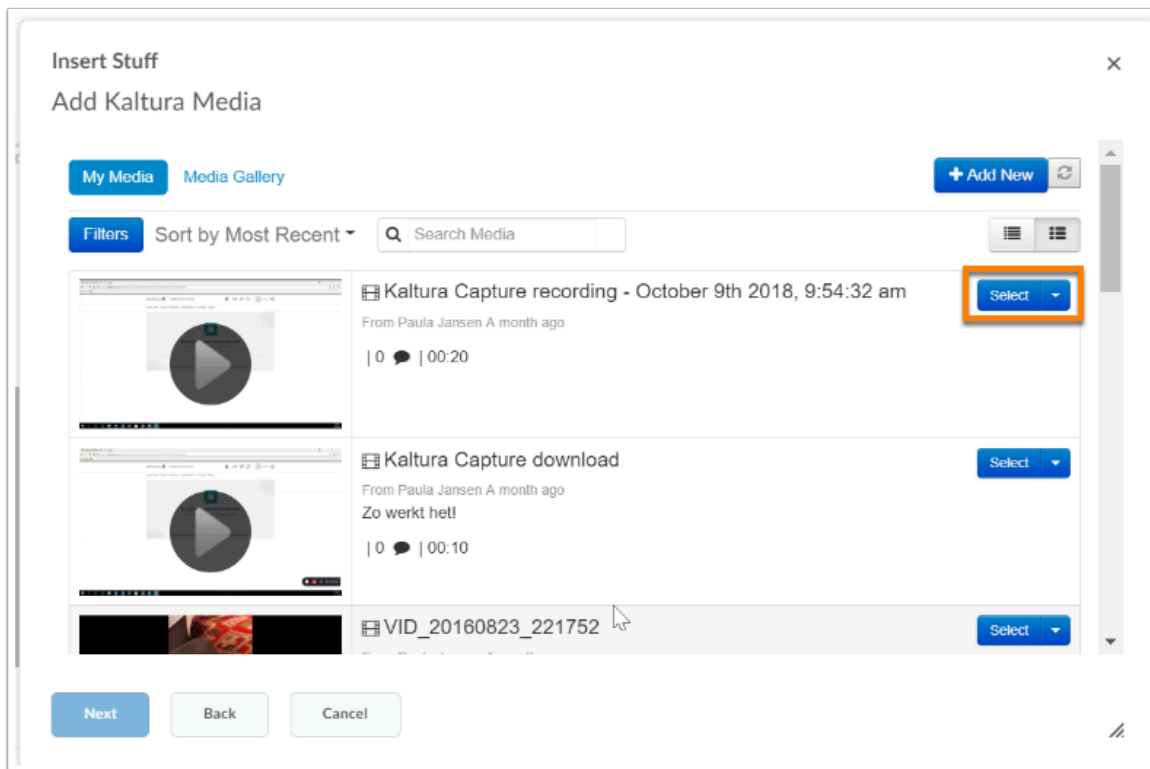 Insert Stuff
Add Kaltura Media
My Media Media Gallery + Add New
Filters Sort by Most Recent Search Media
Kaltura Capture recording - October 9th 2018, 9:54:32 am Select
From Paula Jansen A month ago
| 0 | 00:20
Kaltura Capture download Select
From Paula Jansen A month ago
Zo werkt het!
| 0 | 00:10
VID_20160823_221752 Select
Next Back Cancel